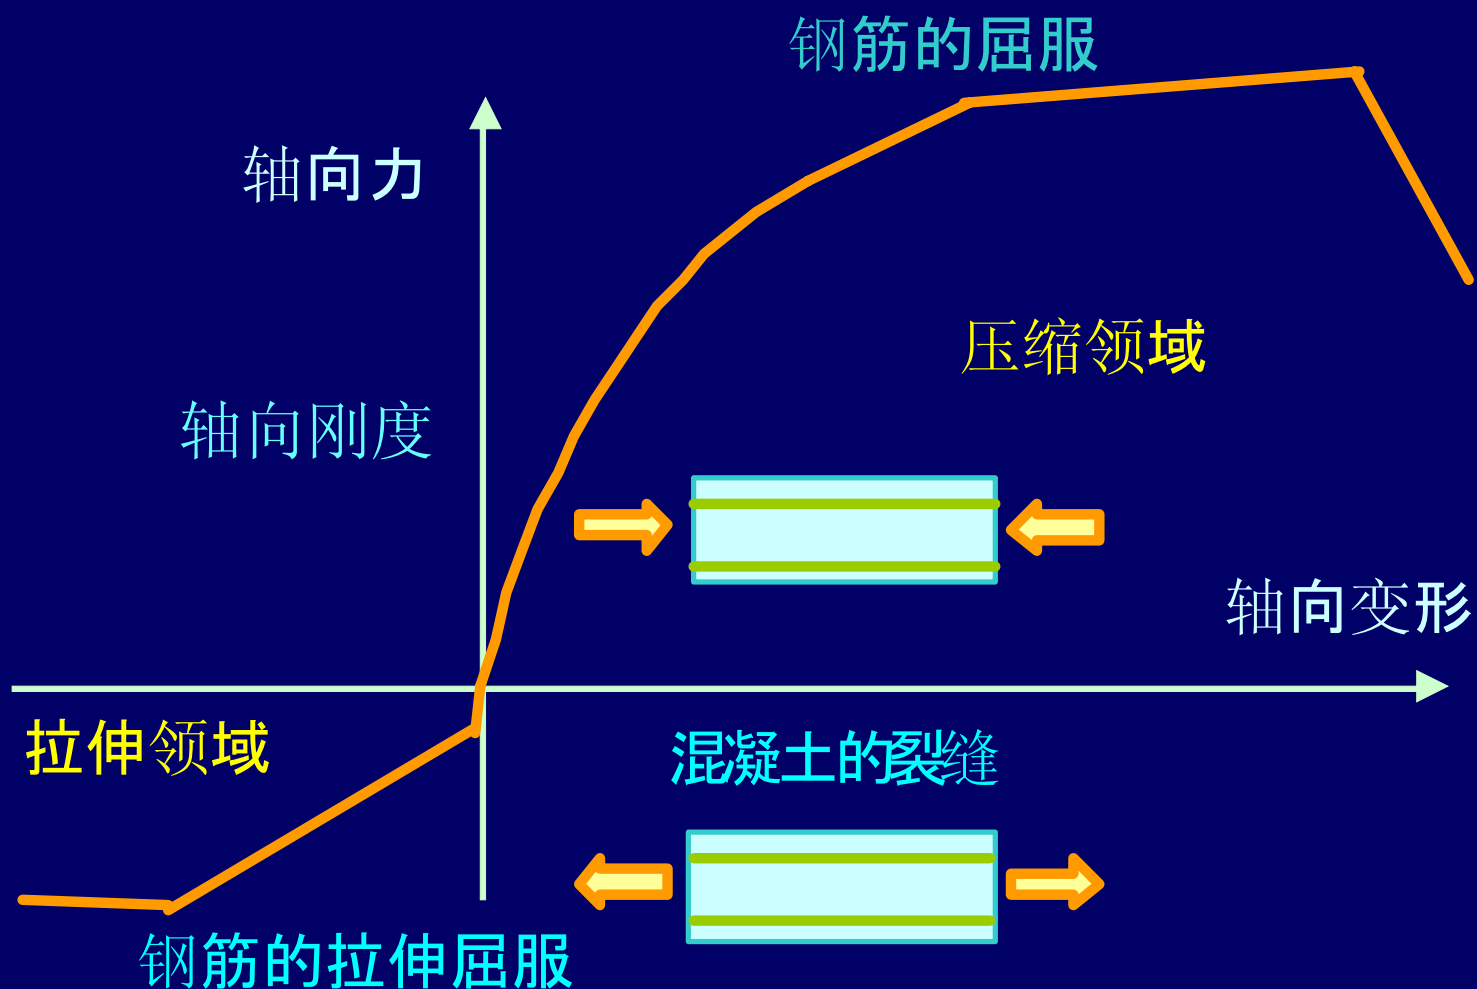 钢筋的屈服
轴向力
压缩领域
轴向刚度
轴向变形
拉伸领域
混凝土的裂缝
钢筋的拉伸屈服